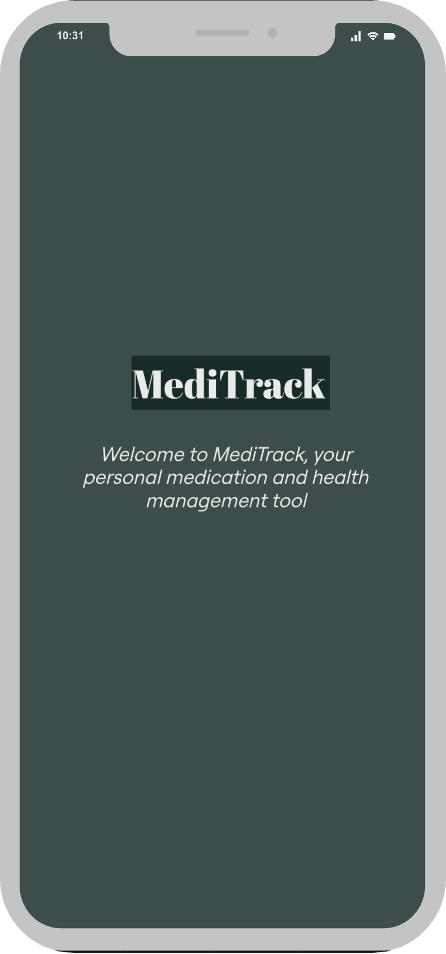 10:31
MediTrack
Welcome to MediTrack, your
personal medication and health
management tool